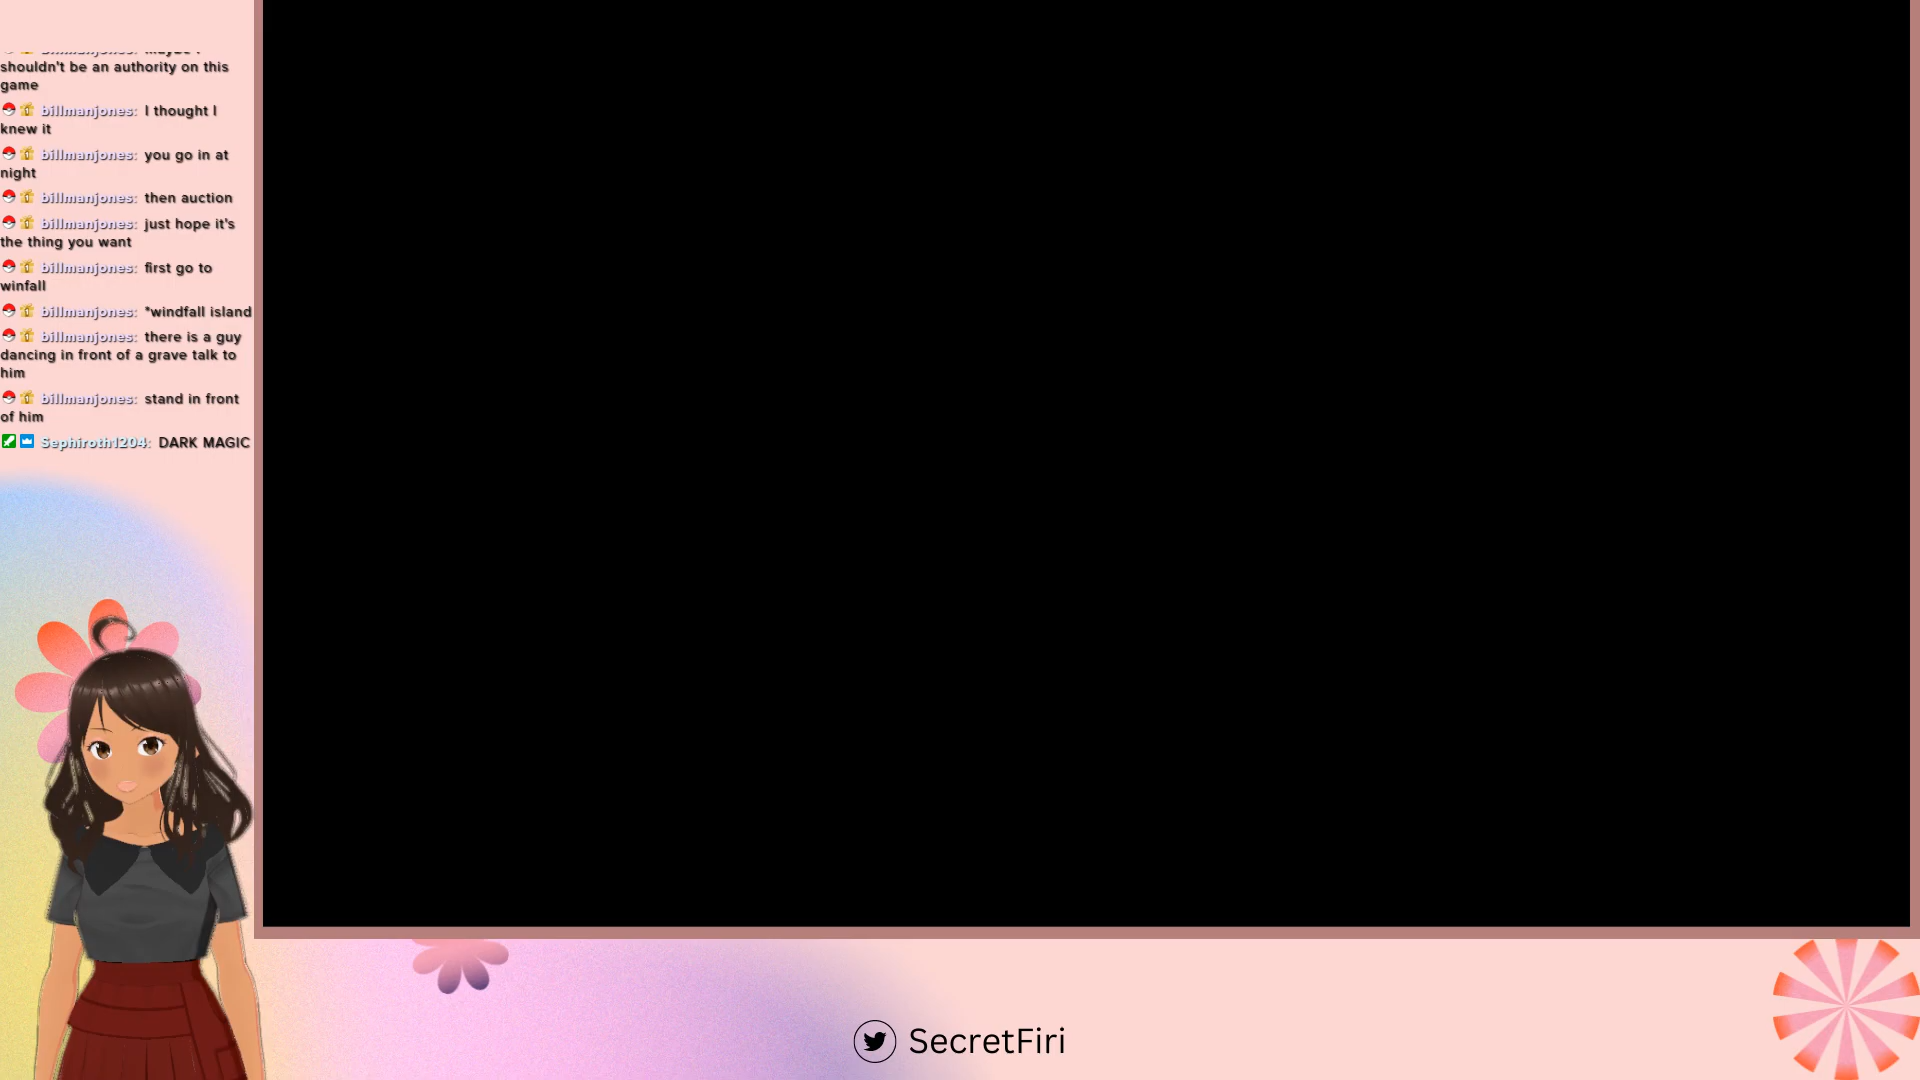 shouldn't be an authority on this
game
billmanjones: I thought I
knew it
billmanjones: you go in at
night
billmanjones: then auction
billmanjones: just hope it's
the thing you want
billmanjones: first go to
winfall
billmanjones: *windfall island
billmanjones: there is a guy
dancing in front of a grave talk to
him
billmanjones: stand in front
of him
Sephiroth1204: DARK MAGIC
SecretFiri